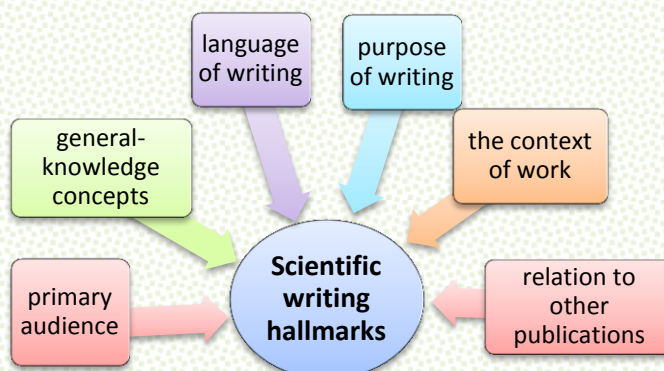 language
of writing
purpose
of writing
general-
knowledge
concepts
the context
of work
primary
audience
Scientific
writing
hallmarks
relation to
other
publications